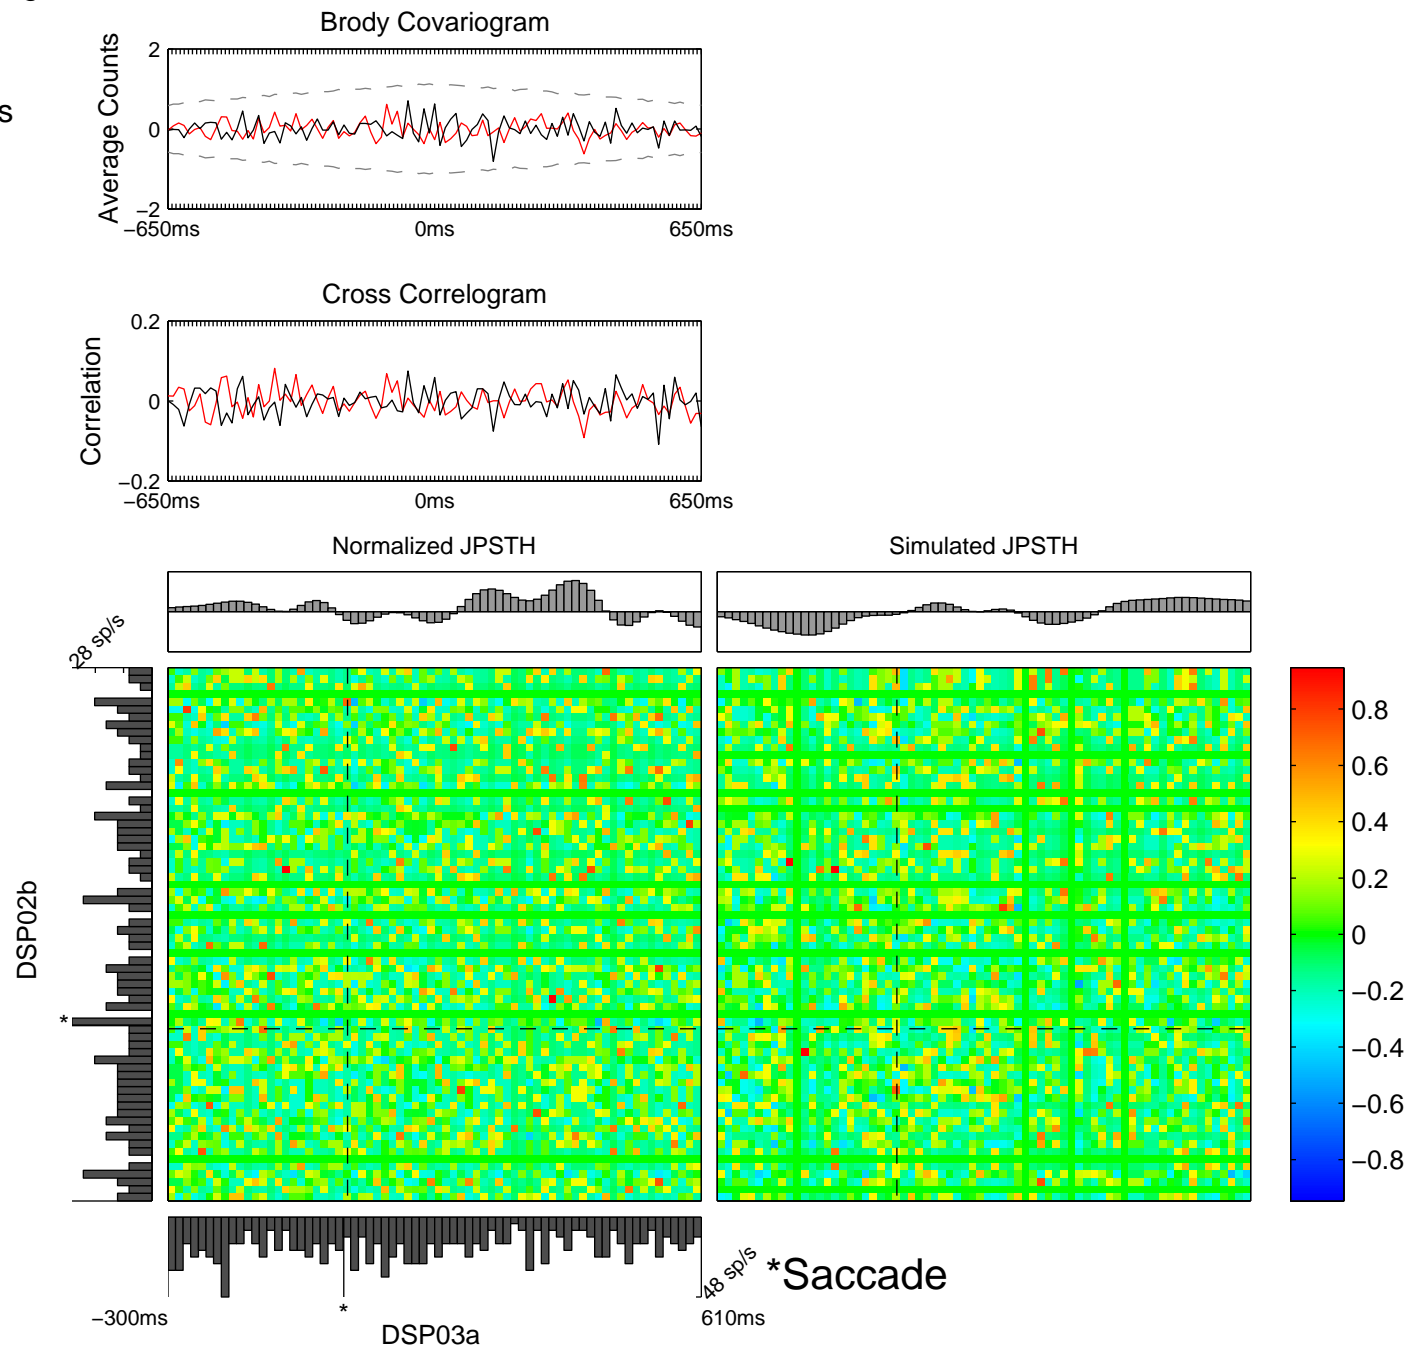 g
Brody Covariogram
s
Average Counts
2
0
−2
−650ms
0ms
650ms
Cross Correlogram
Correlation
0.2
0
−0.2
−650ms
0ms
650ms
Normalized JPSTH
Simulated JPSTH
28 sp/s
DSP02b
*
0.8
0.6
0.4
0.2
0
−0.2
−0.4
−0.6
−0.8
48 sp/s
*Saccade
−300ms
*
610ms
DSP03a